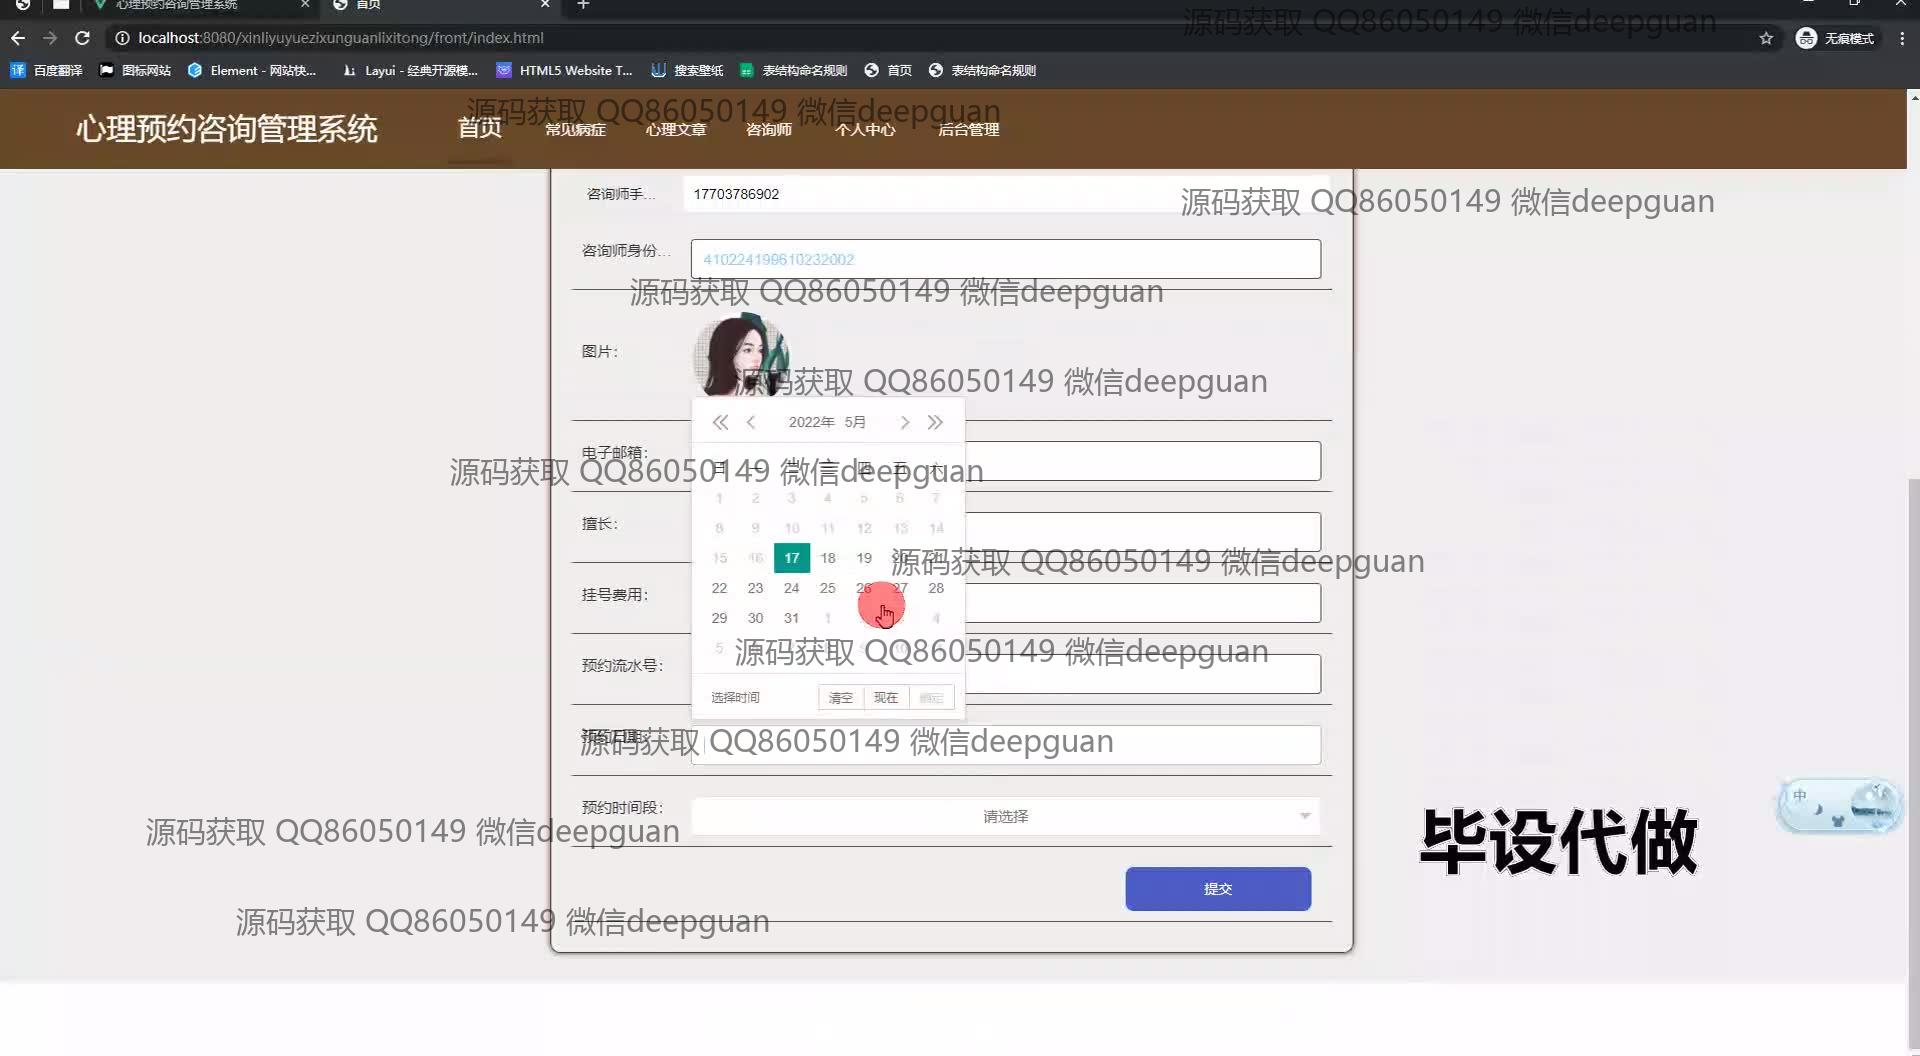 心理预约咨询管理系统
首页
源码获取 QQ86050149 微信deepguan
localhost:8080/xinliyuyuezixunguanlixitong/front/index.html
无痕模式
百度翻译
图标网站
Element - 网站快...
Layui - 经典开源模...
HTML5 Website T...
搜索壁纸
表结构命名规则
首页
表结构命名规则
源码获取 QQ86050149 微信deepguan
心理预约咨询管理系统
首页
常见病症
心理文章
咨询师
个人中心
后台管理
咨询师手...
17703786902
源码获取 QQ86050149 微信deepguan
咨询师身份...
410224199610232002
源码获取 QQ86050149 微信deepguan
图片：
源码获取 QQ86050149 微信deepguan
2022年 5月
电子邮箱：
源码获取 QQ86050149 微信deepguan
日 一 二 三 四 五 六
1 2 3 4 5 6 7
擅长：
8 9 10 11 12 13 14
15 16 17 18 19 20 21
源码获取 QQ86050149 微信deepguan
挂号费用：
22 23 24 25 26 27 28
29 30 31 1 4
源码获取 QQ86050149 微信deepguan
预约流水号：
5
选择时间
清空
现在
确定
预约日期：
源码获取 QQ86050149 微信deepguan
预约时间段：
请选择
源码获取 QQ86050149 微信deepguan
中
毕设代做
提交
源码获取 QQ86050149 微信deepguan